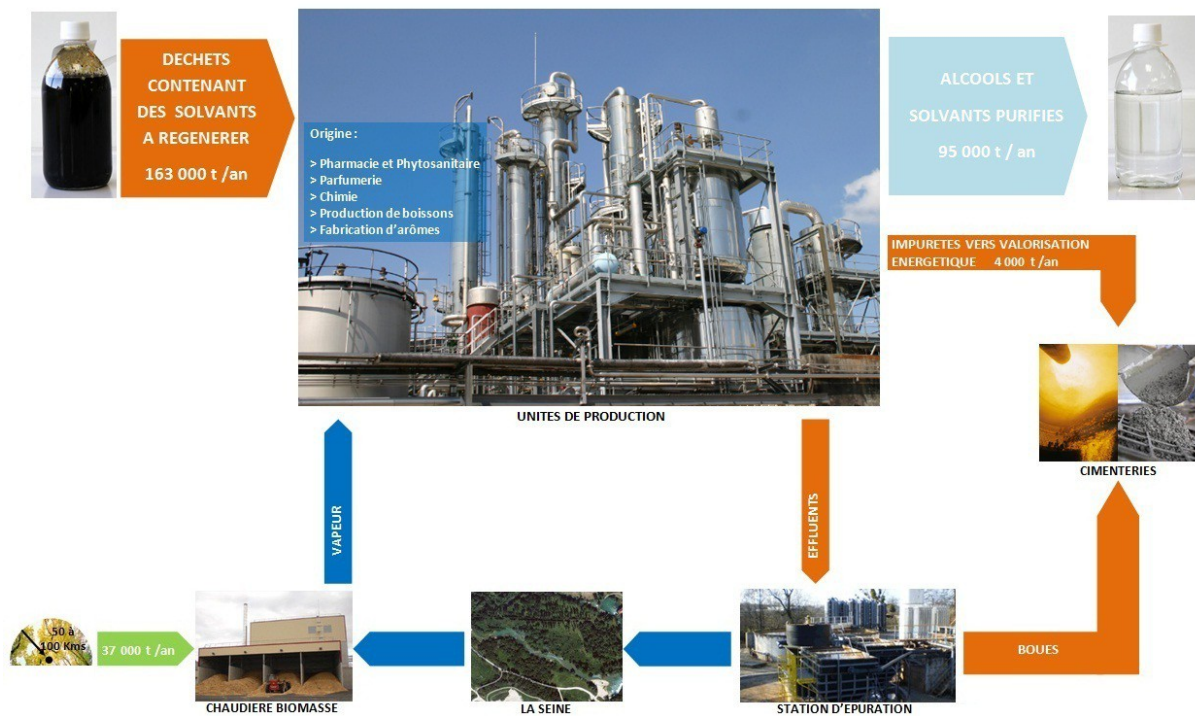 DECHETS
CONTENANT
DES SOLVANTS
A REGENERER
163 000 t /an
Origine :
> Pharmacie et Phytosanitaire
> Parfumerie
> Chimie
> Production de boissons
> Fabrication d'arômes
ALCOOLS ET
SOLVANTS PURIFIES
95 000 t / an
IMPURETES VERS VALORISATION
ENERGETIQUE 4 000 t /an
UNITES DE PRODUCTION
CIMENTERIES
VAPEUR
EFFLUENTS
50 à
100 Kms
37 000 t /an
BOUES
CHAUDIERE BIOMASSE
LA SEINE
STATION D'EPURATION